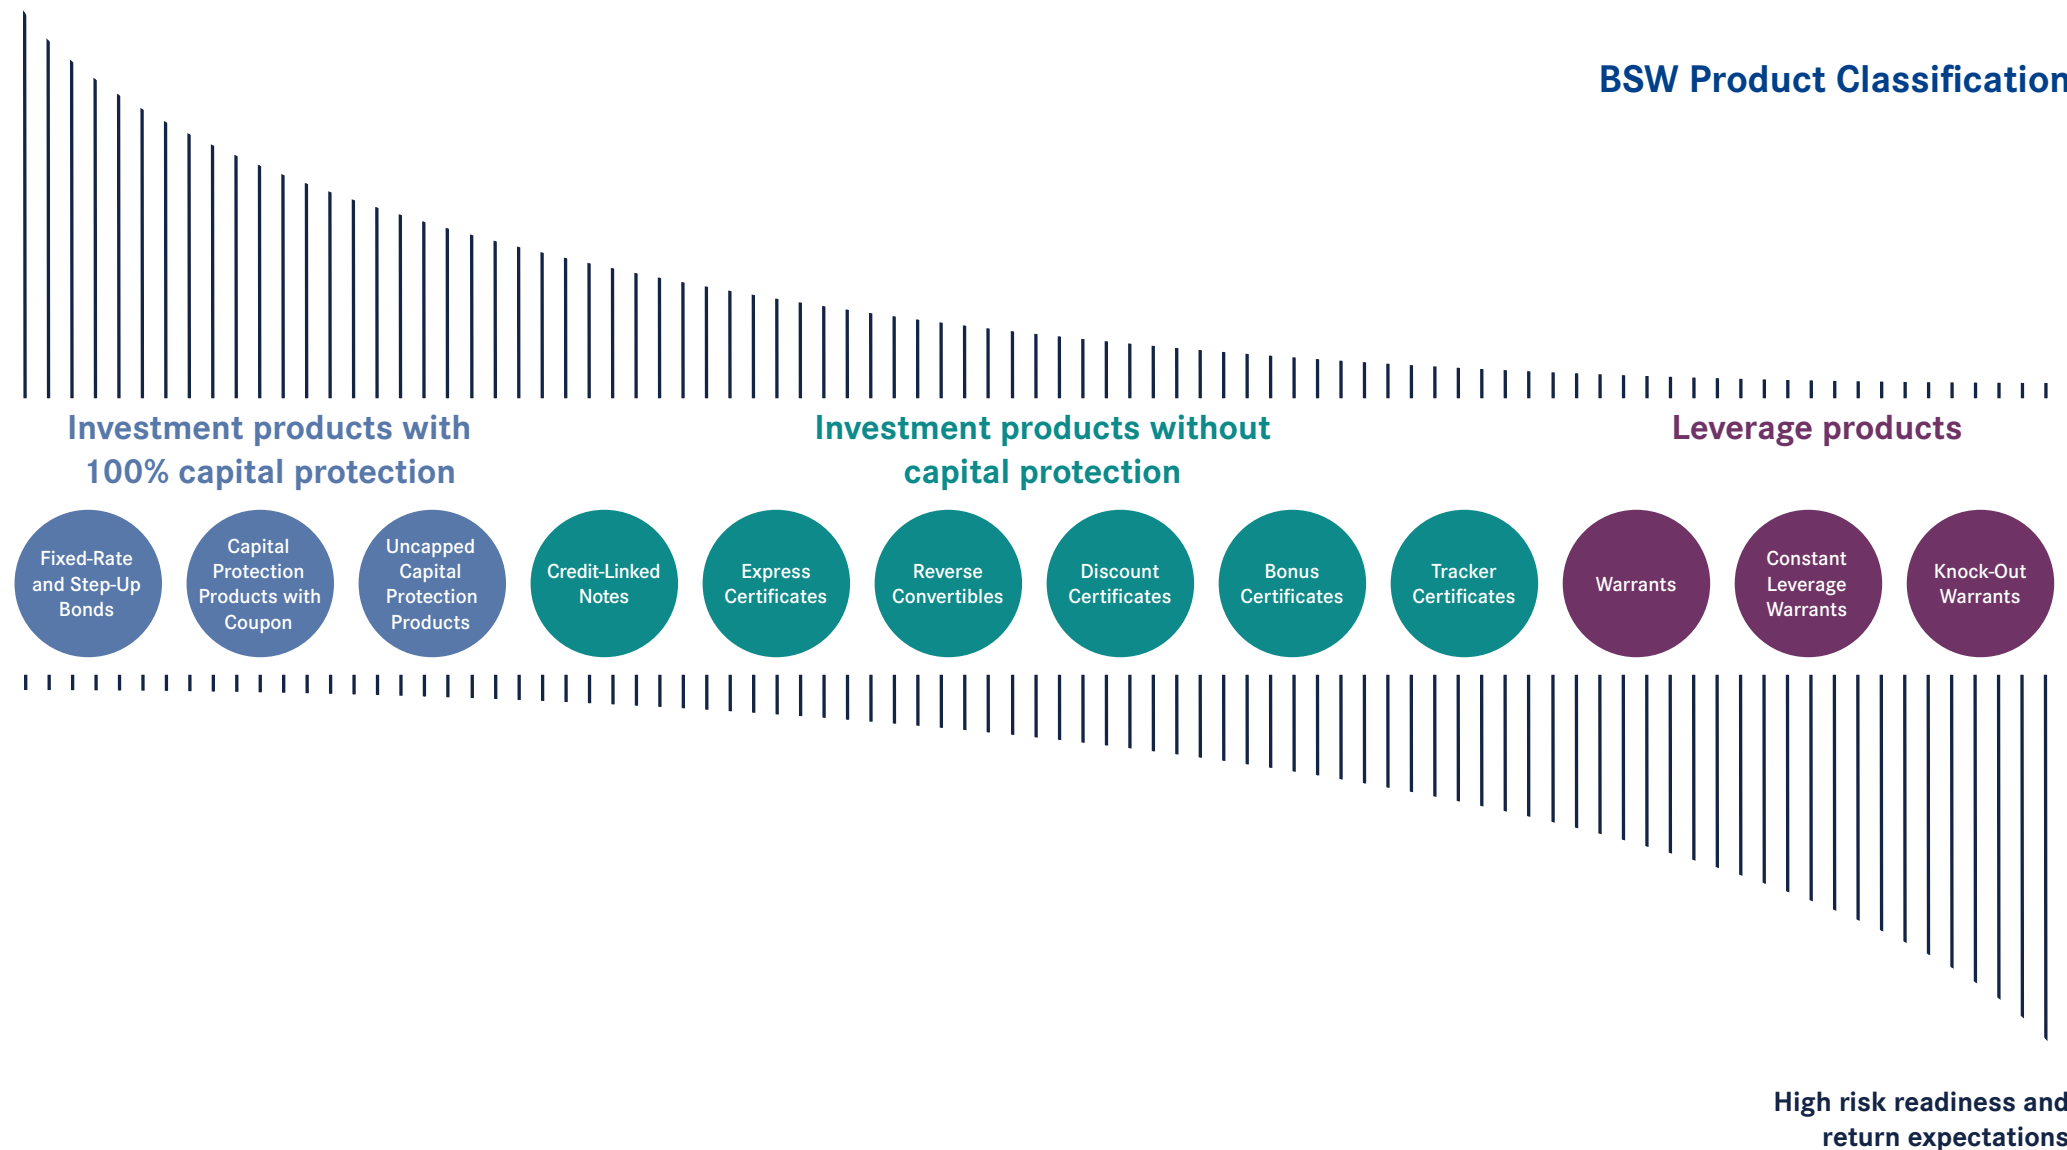 BSW Product Classification
Investment products with
100% capital protection
Investment products without
capital protection
Leverage products
Fixed-Rate
and Step-Up
Bonds
Capital
Protection
Products with
Coupon
Uncapped
Capital
Protection
Products
Credit-Linked
Notes
Express
Certificates
Reverse
Convertibles
Discount
Certificates
Bonus
Certificates
Tracker
Certificates
Warrants
Constant
Leverage
Warrants
Knock-Out
Warrants
High risk readiness and
return expectations